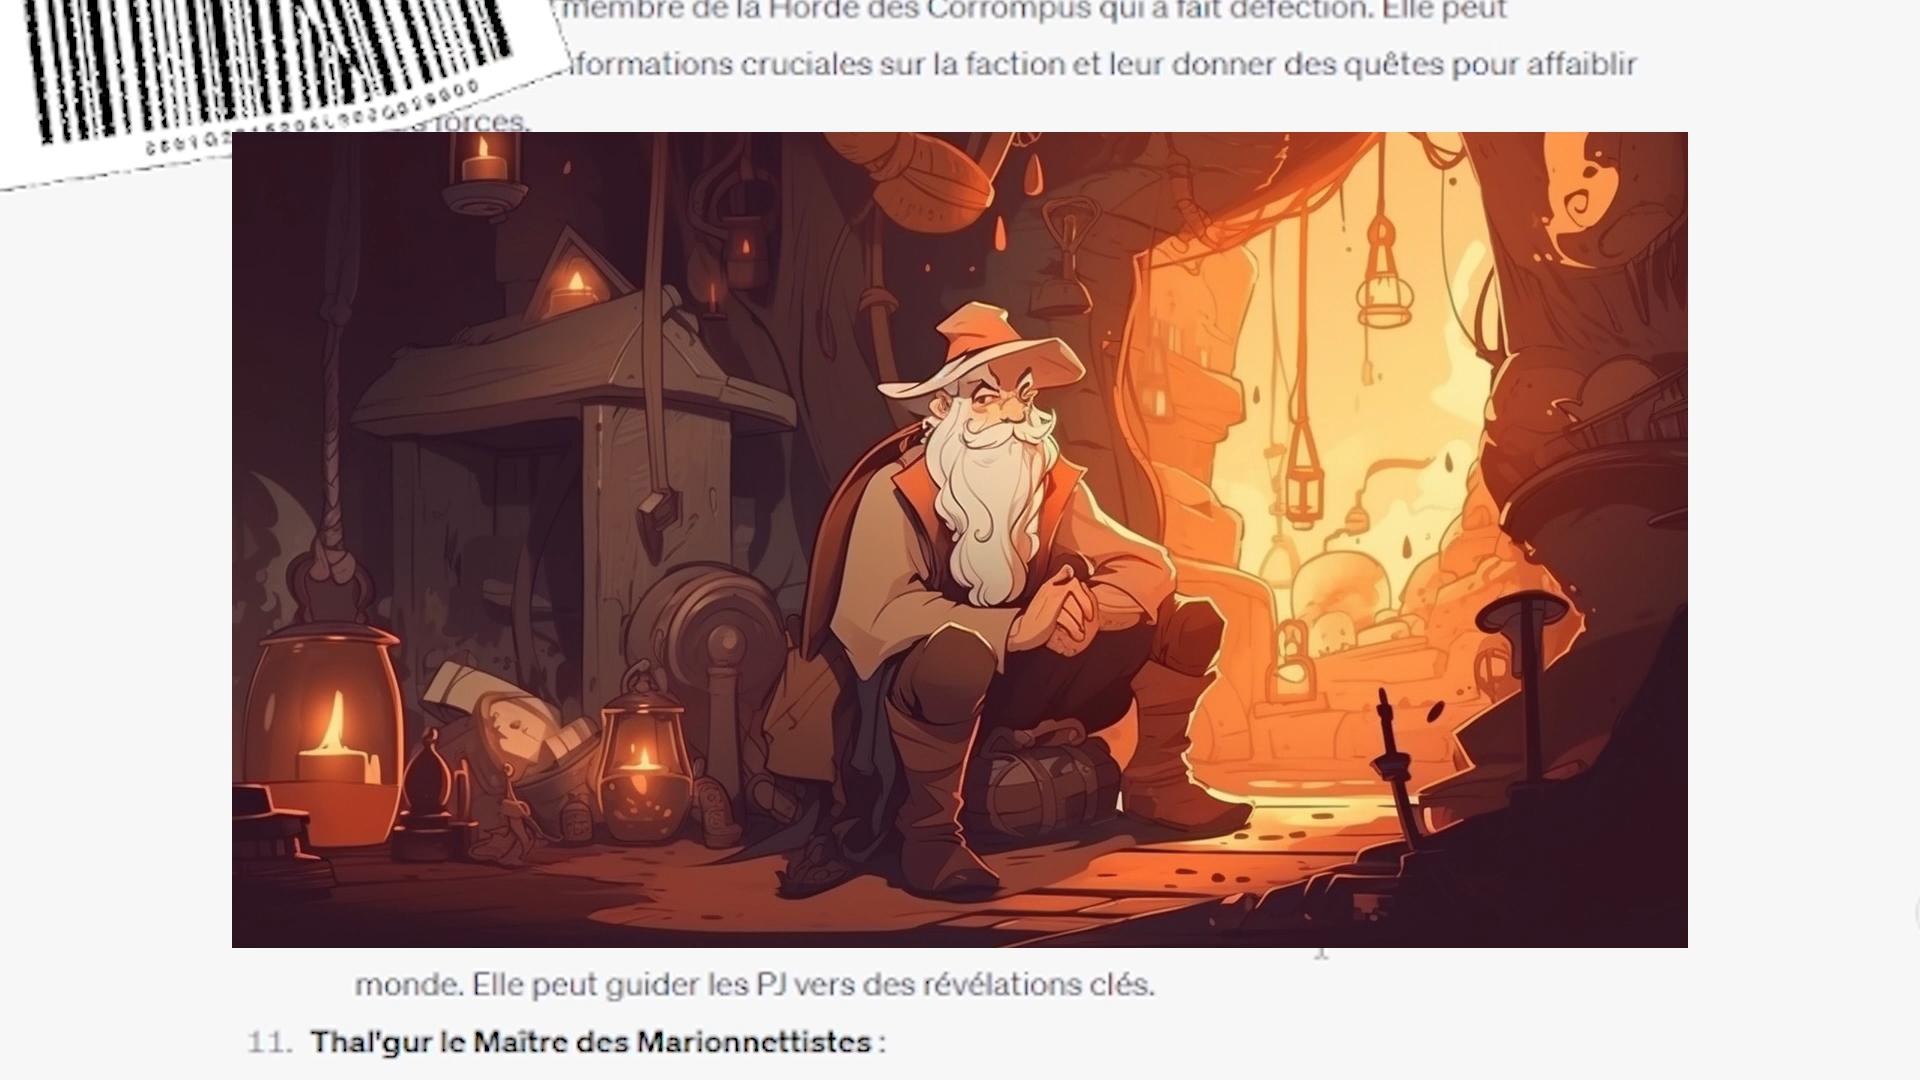 membre de la Horde des Corrompus qui a fait défection. Elle peut
informations cruciales sur la faction et leur donner des quêtes pour affaiblir
forces.
monde. Elle peut guider les PJ vers des révélations clés.
11. Thal'gur le Maître des Marionnettistes :